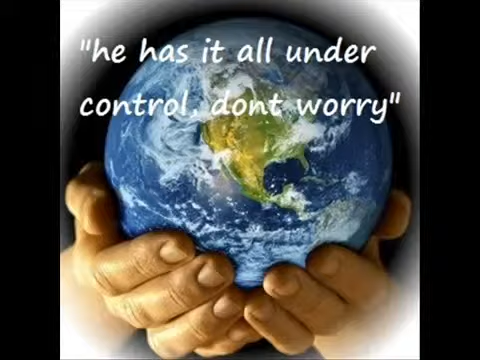 "he has it all under
control, dont worry"